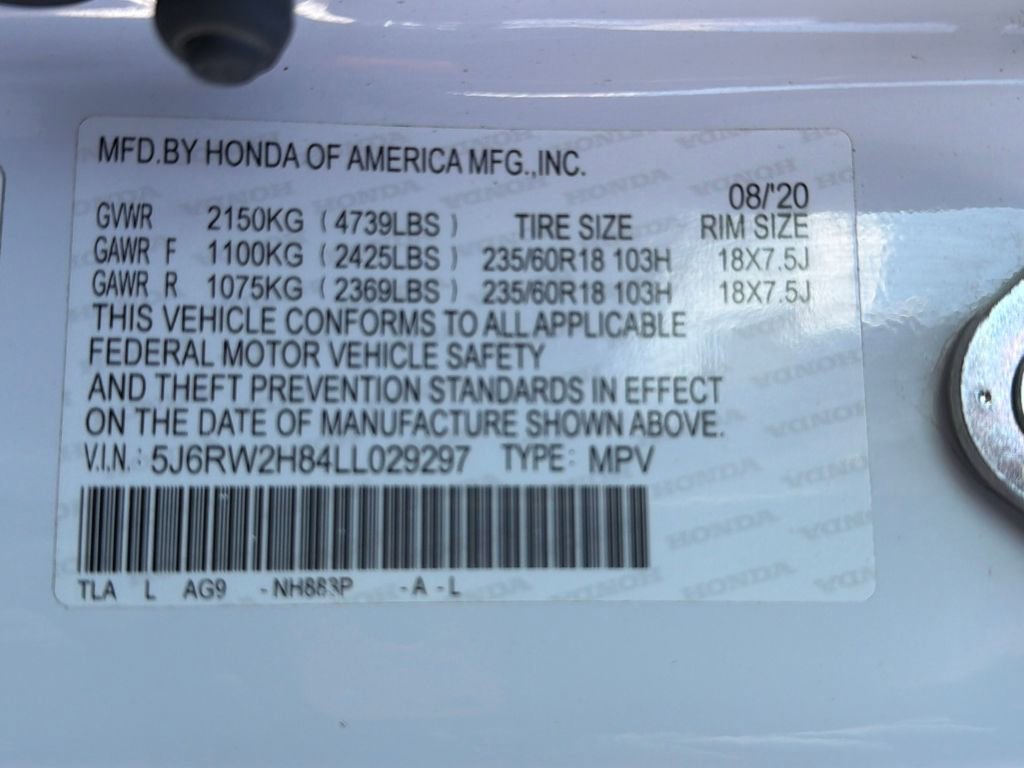 MFD.BY HONDA OF AMERICA MFG.,INC.
08/'20
GVWR 2150KG (4739LBS) TIRE SIZE RIM SIZE
GAWR F 1100KG (2425LBS) 235/60R18 103H 18X7.5J
GAWR R 1075KG (2369LBS) 235/60R18 103H 18X7.5J
THIS VEHICLE CONFORMS TO ALL APPLICABLE
FEDERAL MOTOR VEHICLE SAFETY
AND THEFT PREVENTION STANDARDS IN EFFECT
ON THE DATE OF MANUFACTURE SHOWN ABOVE.
V.I.N.: 5J6RW2H84LL029297 TYPE: MPV
TLA L AG9 -NH883P -A -L